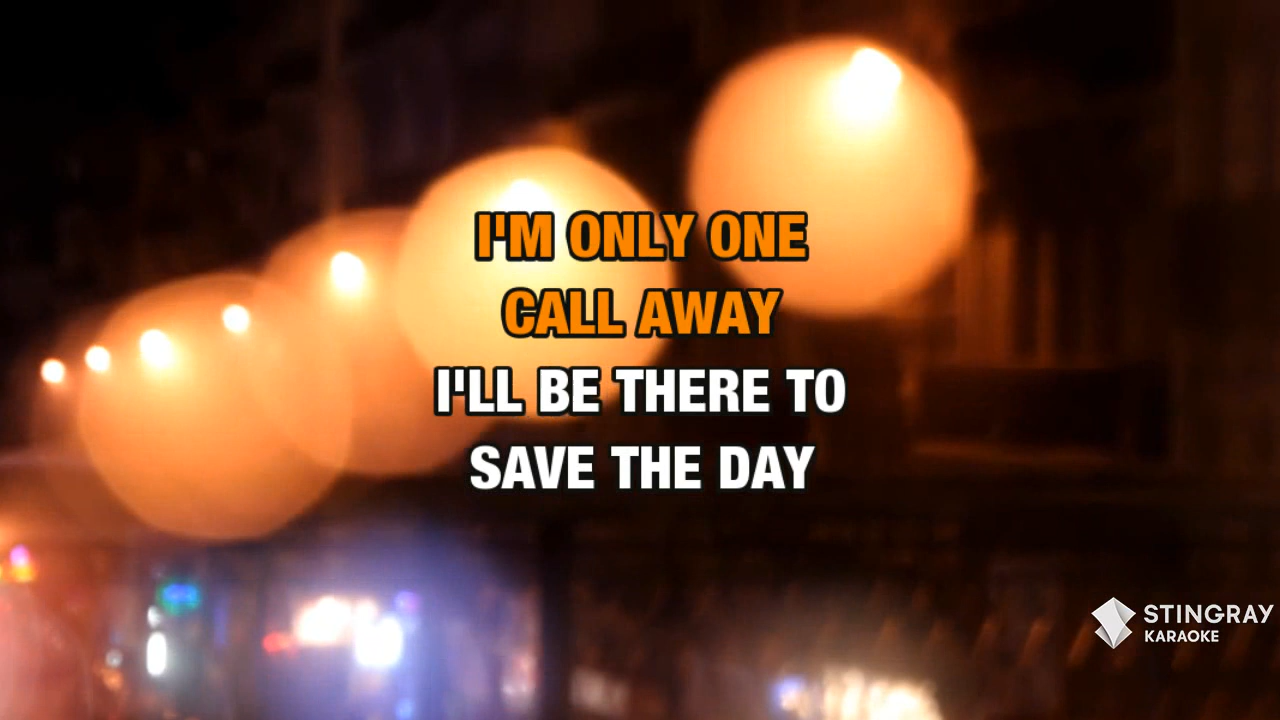 I'M ONLY ONE
CALL AWAY
I'LL BE THERE TO
SAVE THE DAY
STINGRAY
KARAOKE